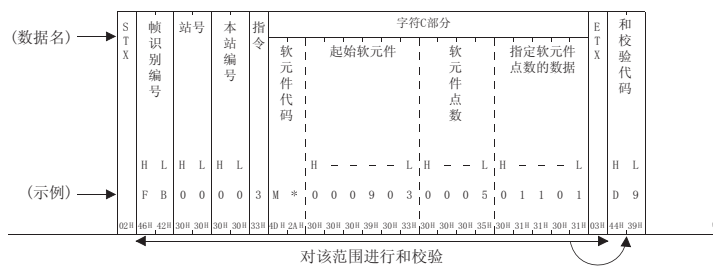 字符C部分
(数据名)
STX
帧识别编号
站号
本站编号
指令
软元件代码
起始软元件
软元件点数
指定软元件
点数的数据
ETX
和校验代码
H L H L H L H - - L H - L H - - L H L
(示例) F B 0 0 0 0 3 M * 0 0 0 9 0 3 0 0 0 5 0 1 1 0 1 D 9
02H 46H 42H 30H 30H 30H 30H 33H 4DH 2AH 30H 30H 30H 39H 30H 33H 30H 30H 30H 35H 30H 31H 31H 30H 31H 03H 44H 39H
对该范围进行和校验